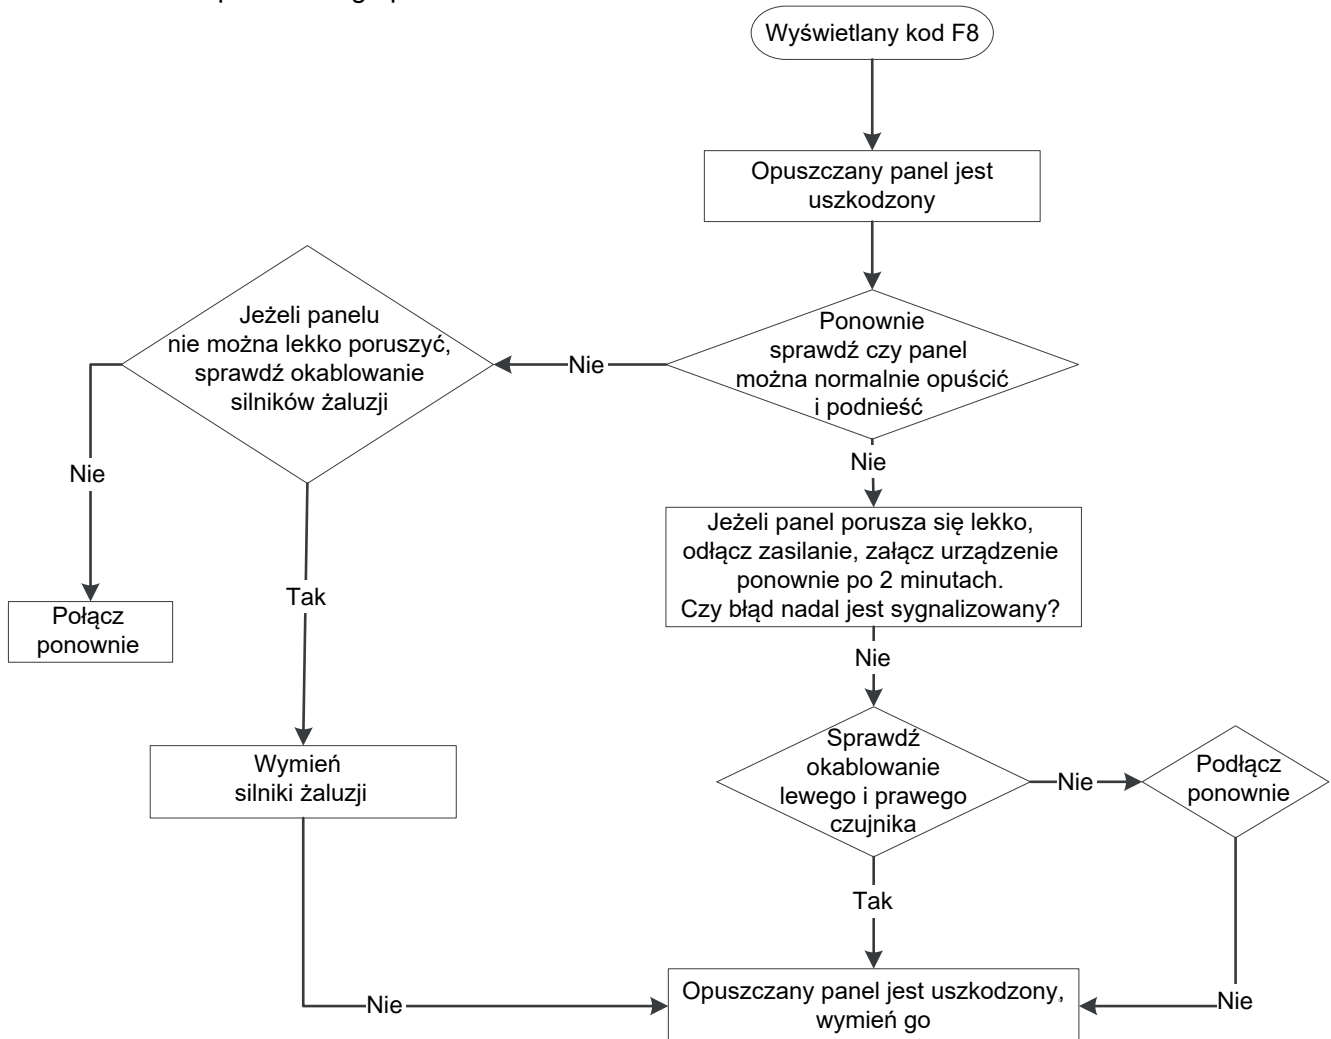 Wyświetlany kod F8
Opuszczany panel jest
uszkodzony
Ponownie
sprawdź czy panel
można normalnie opuścić
i podnieść
Nie
Jeżeli panelu
nie można lekko poruszyć,
sprawdź okablowanie
silników żaluzji
Nie
Nie
Jeżeli panel porusza się lekko,
odłącz zasilanie, załącz urządzenie
ponownie po 2 minutach.
Czy błąd nadal jest sygnalizowany?
Tak
Połącz
ponownie
Nie
Sprawdź
okablowanie
lewego i prawego
czujnika
Nie
Podłącz
ponownie
Wymień
silniki żaluzji
Tak
Nie
Opuszczany panel jest uszkodzony,
wymień go
Nie